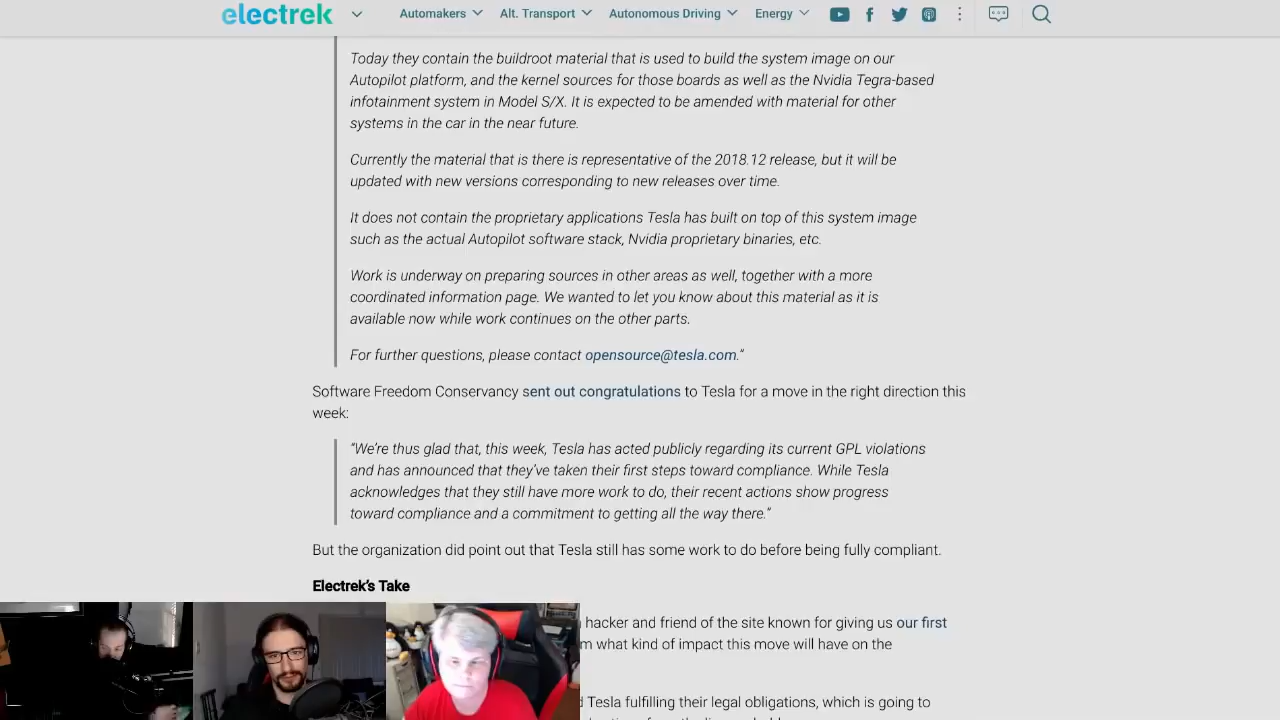 electrek
Automakers Alt. Transport Autonomous Driving Energy
Today they contain the buildroot material that is used to build the system image on our
Autopilot platform, and the kernel sources for those boards as well as the Nvidia Tegra-based
infotainment system in Model S/X. It is expected to be amended with material for other
systems in the car in the near future.
Currently the material that is there is representative of the 2018.12 release, but it will be
updated with new versions corresponding to new releases over time.
It does not contain the proprietary applications Tesla has built on top of this system image
such as the actual Autopilot software stack, Nvidia proprietary binaries, etc.
Work is underway on preparing sources in other areas as well, together with a more
coordinated information page. We wanted to let you know about this material as it is
available now while work continues on the other parts.
For further questions, please contact opensource@tesla.com.”
Software Freedom Conservancy sent out congratulations to Tesla for a move in the right direction this
week:
“We’re thus glad that, this week, Tesla has acted publicly regarding its current GPL violations
and has announced that they’ve taken their first steps toward compliance. While Tesla
acknowledges that they still have more work to do, their recent actions show progress
toward compliance and a commitment to getting all the way there.”
But the organization did point out that Tesla still has some work to do before being fully compliant.
Electrek’s Take
hacker and friend of the site known for giving us our first
what kind of impact this move will have on the
Tesla fulfilling their legal obligations, which is going to